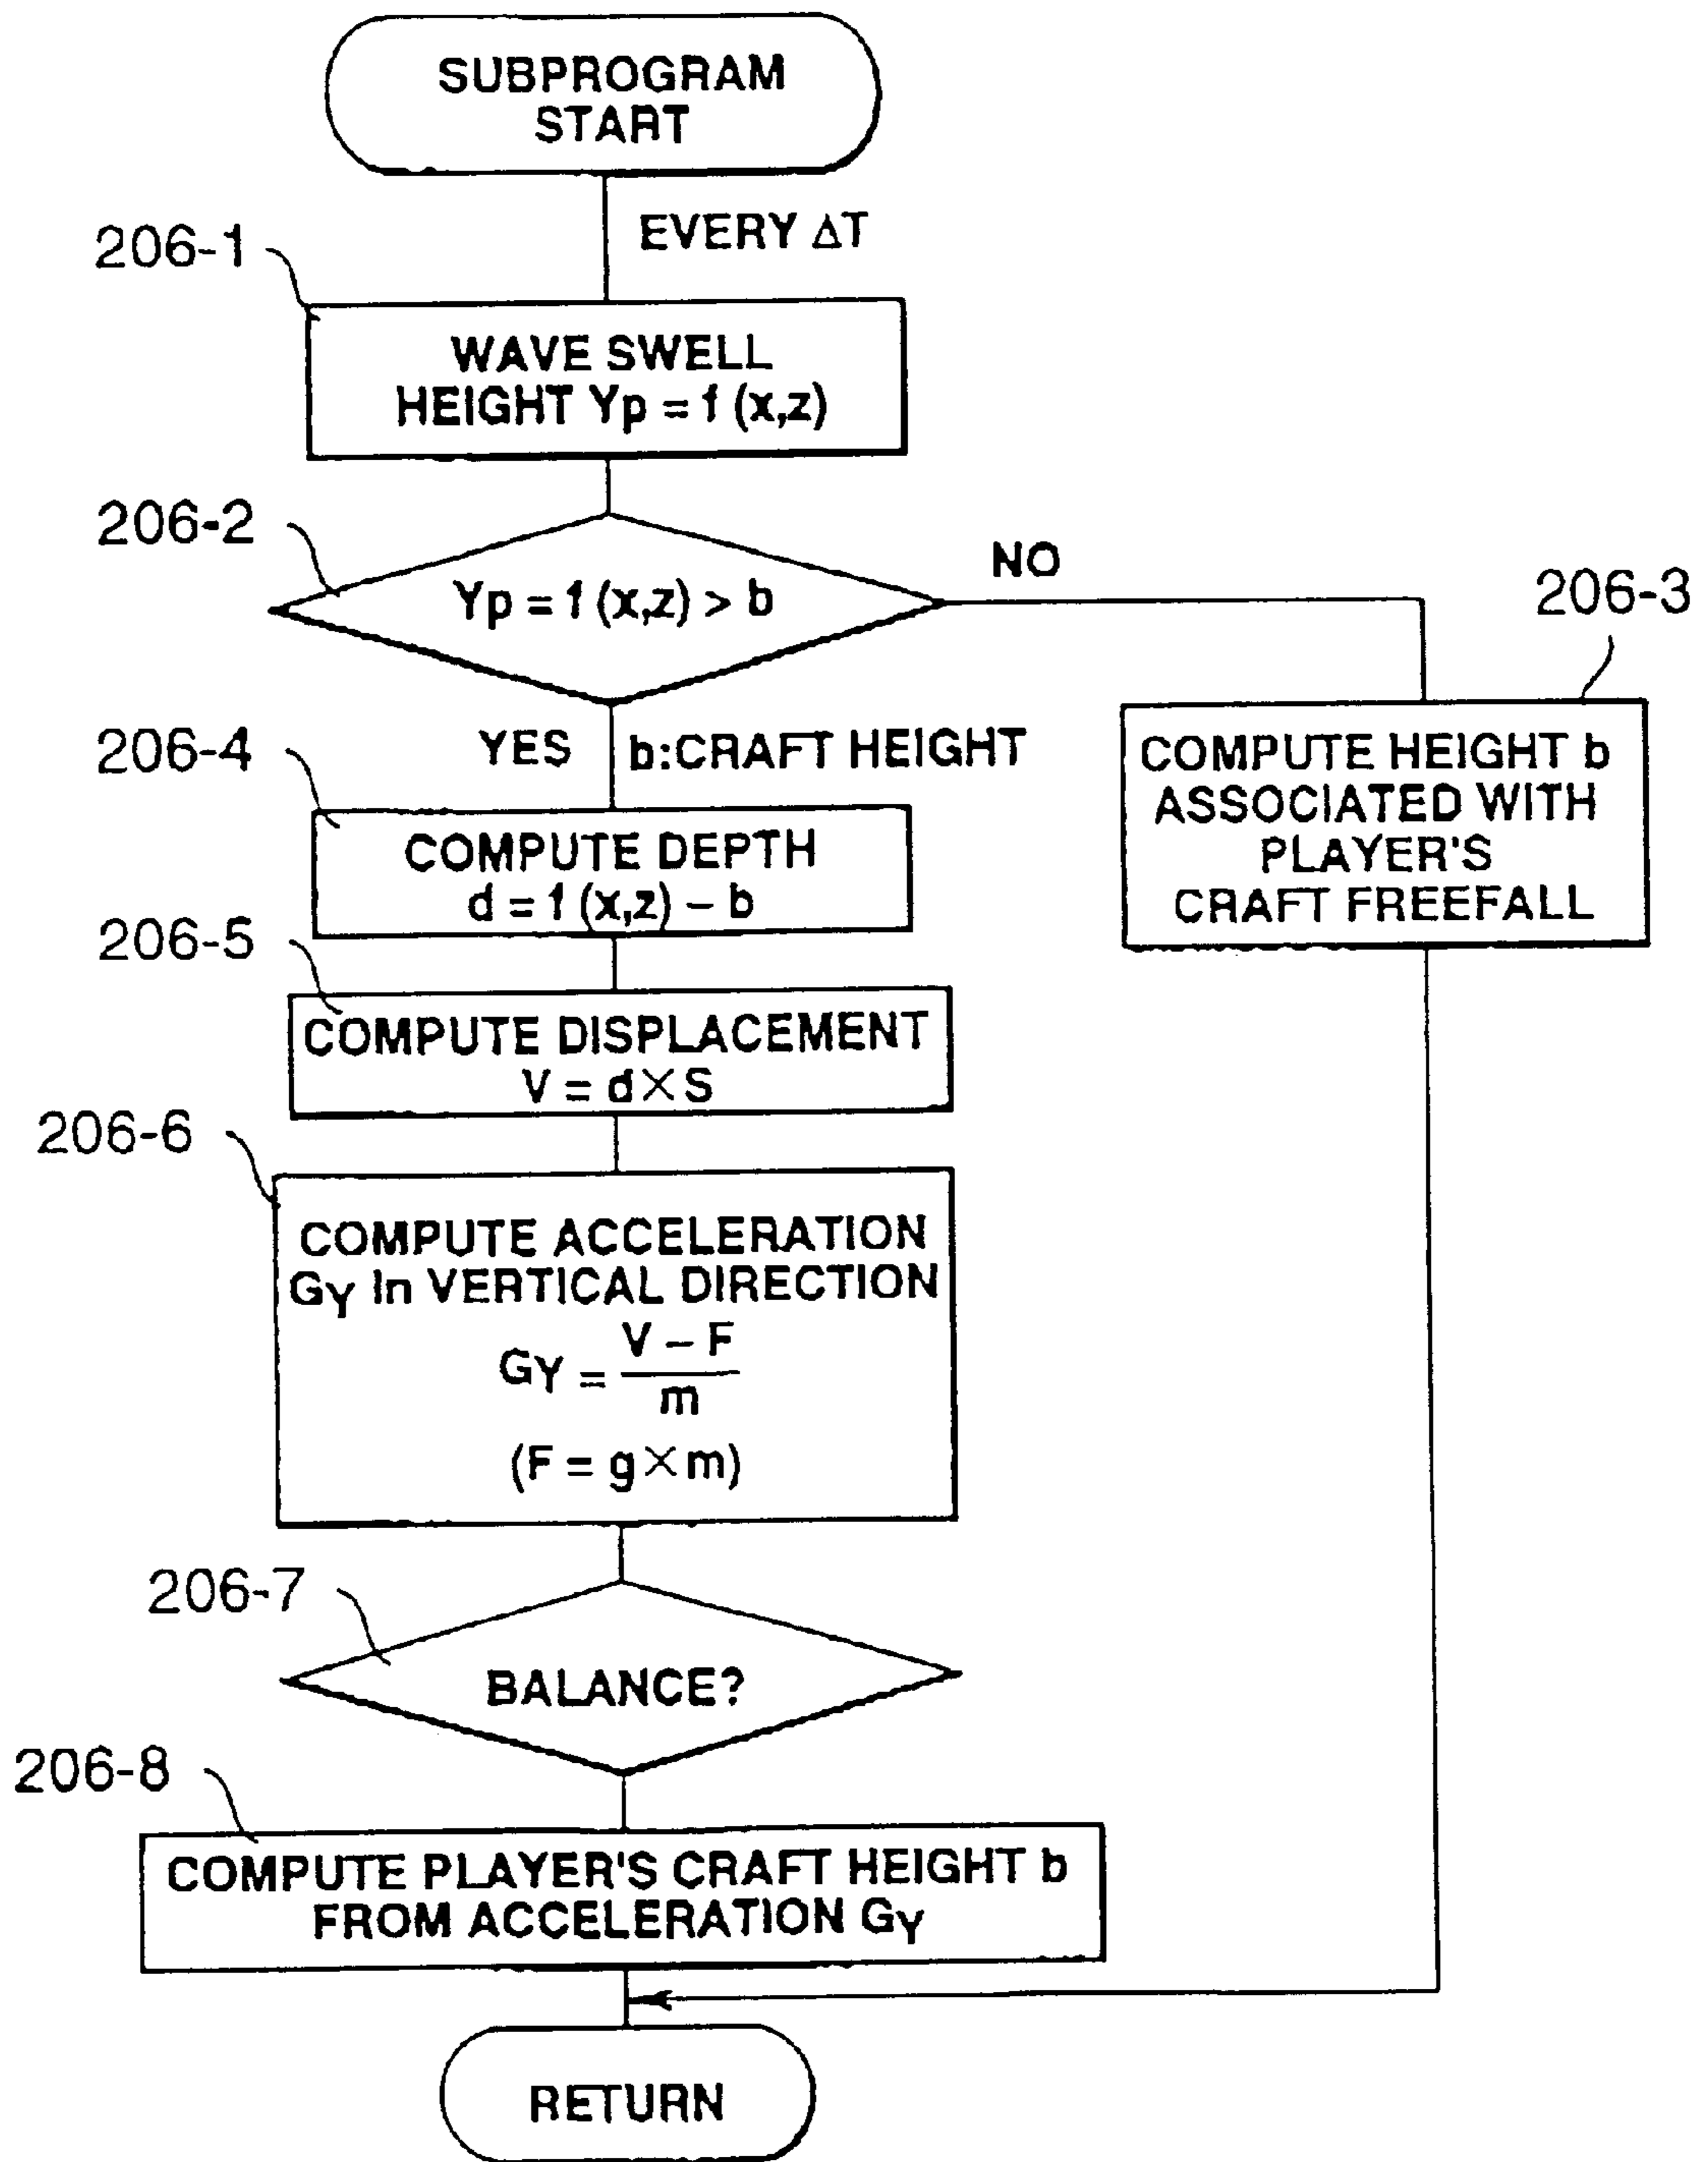 SUBPROGRAM
START
EVERY ΔT
206-1
WAVE SWELL
HEIGHT Yp = f (x,z)
206-2
Yp = f (x,z) > b
NO
206-3
COMPUTE HEIGHT b
ASSOCIATED WITH
PLAYER'S
CRAFT FREEFALL
YES
b:CRAFT HEIGHT
206-4
COMPUTE DEPTH
d = f (x,z) – b
206-5
COMPUTE DISPLACEMENT
V = d×S
206-6
COMPUTE ACCELERATION
GY In VERTICAL DIRECTION
GY = V – F
m
(F = g×m)
206-7
BALANCE?
206-8
COMPUTE PLAYER'S CRAFT HEIGHT b
FROM ACCELERATION GY
RETURN